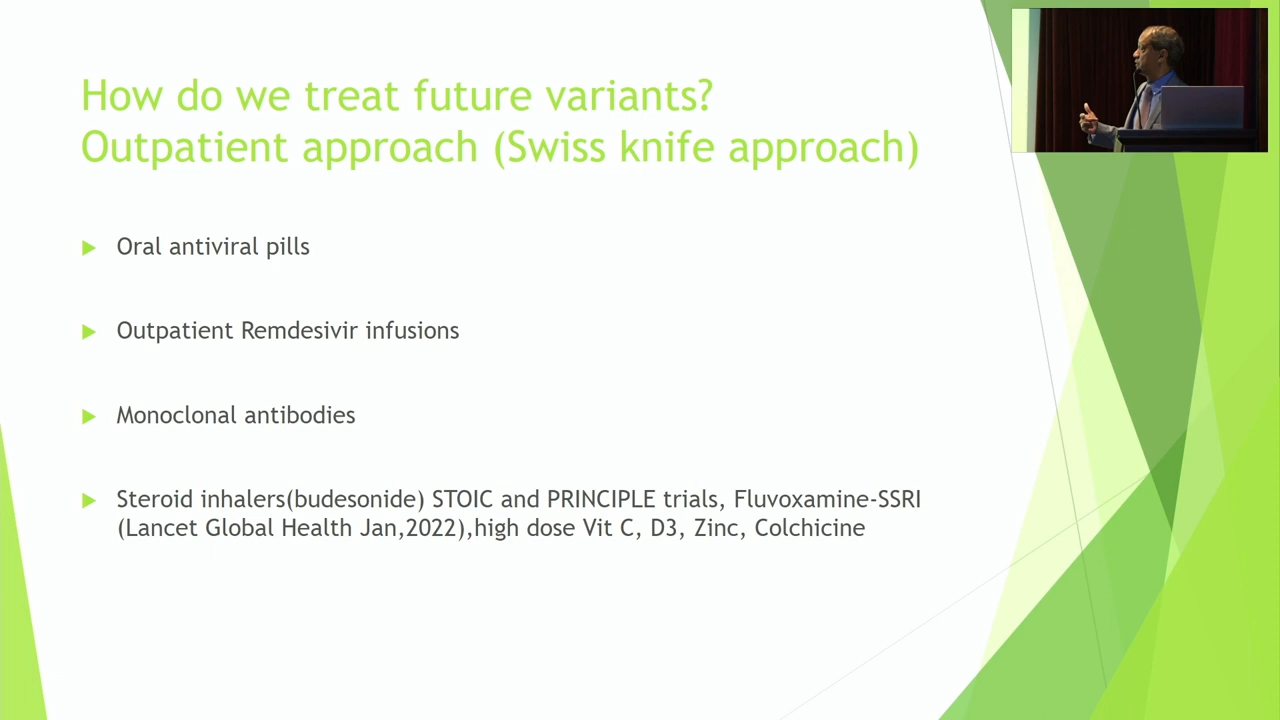 How do we treat future variants?
Outpatient approach (Swiss knife approach)
Oral antiviral pills
Outpatient Remdesivir infusions
Monoclonal antibodies
Steroid inhalers(budesonide) STOIC and PRINCIPLE trials, Fluvoxamine-SSRI
(Lancet Global Health Jan,2022),high dose Vit C, D3, Zinc, Colchicine